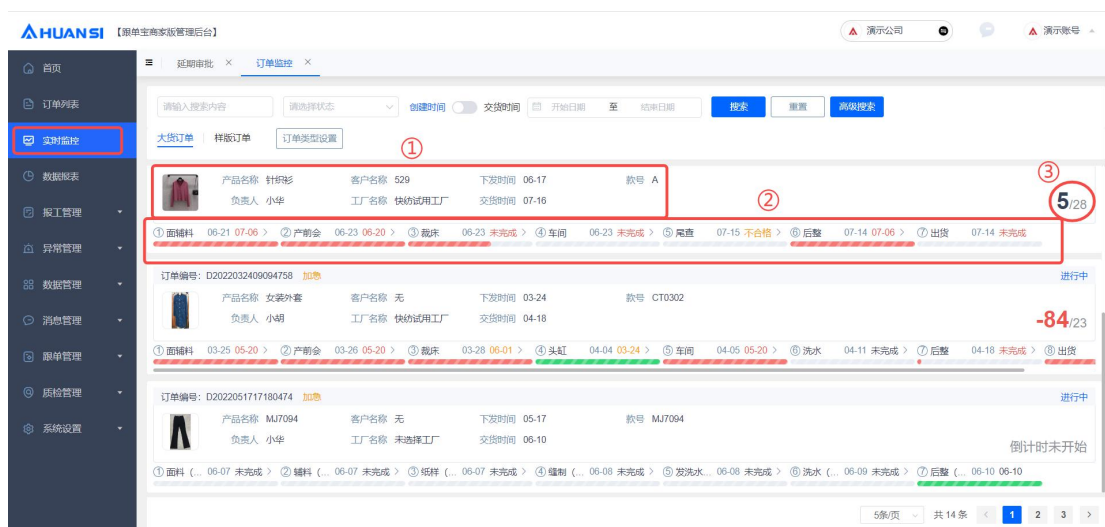 HUANSI 【跟单宝商家版管理后台】 演示公司 演示账号
首页
订单列表
实时监控
数据报表
报工管理
异常管理
数据管理
消息管理
跟单管理
质检管理
系统设置
延期审批 × 订单监控 ×
请输入搜索内容 请选择状态 创建时间 交货时间 开始日期 至 结束日期 搜索 重置 高级搜索
大货订单 样版订单 订单类型设置
①
产品名称 针织衫 客户名称 529 下发时间 06-17 款号 A
负责人 小华 工厂名称 快纺试用工厂 交货时间 07-16
② ③
5/28
①面辅料 06-21 07-06 > ②产前会 06-23 06-20 > ③裁床 06-23 未完成 > ④车间 06-23 未完成 > ⑤尾查 07-15 不合格 > ⑥后整 07-14 07-06 > ⑦出货 07-14 未完成
订单编号: D2022032409094758 加急 进行中
产品名称 女装外套 客户名称 无 下发时间 03-24 款号 CT0302
负责人 小胡 工厂名称 快纺试用工厂 交货时间 04-18
-84/23
①面辅料 03-25 05-20 > ②产前会 03-26 05-20 > ③裁床 03-28 06-01 > ④头缸 04-04 03-24 > ⑤车间 04-05 05-20 > ⑥洗水 04-11 未完成 > ⑦后整 04-18 未完成 > ⑧出货
订单编号: D2022051717180474 加急 进行中
产品名称 MJ7094 客户名称 无 下发时间 05-17 款号 MJ7094
负责人 小华 工厂名称 未选择工厂 交货时间 06-10
倒计时未开始
①面料 (... 06-07 未完成 > ②辅料 (... 06-07 未完成 > ③纸样 (... 06-07 未完成 > ④缝制 (... 06-08 未完成 > ⑤发洗水... 06-08 未完成 > ⑥洗水 (... 06-09 未完成 > ⑦后整 (... 06-10 06-10
5条/页 共 14 条 < 1 2 3 >